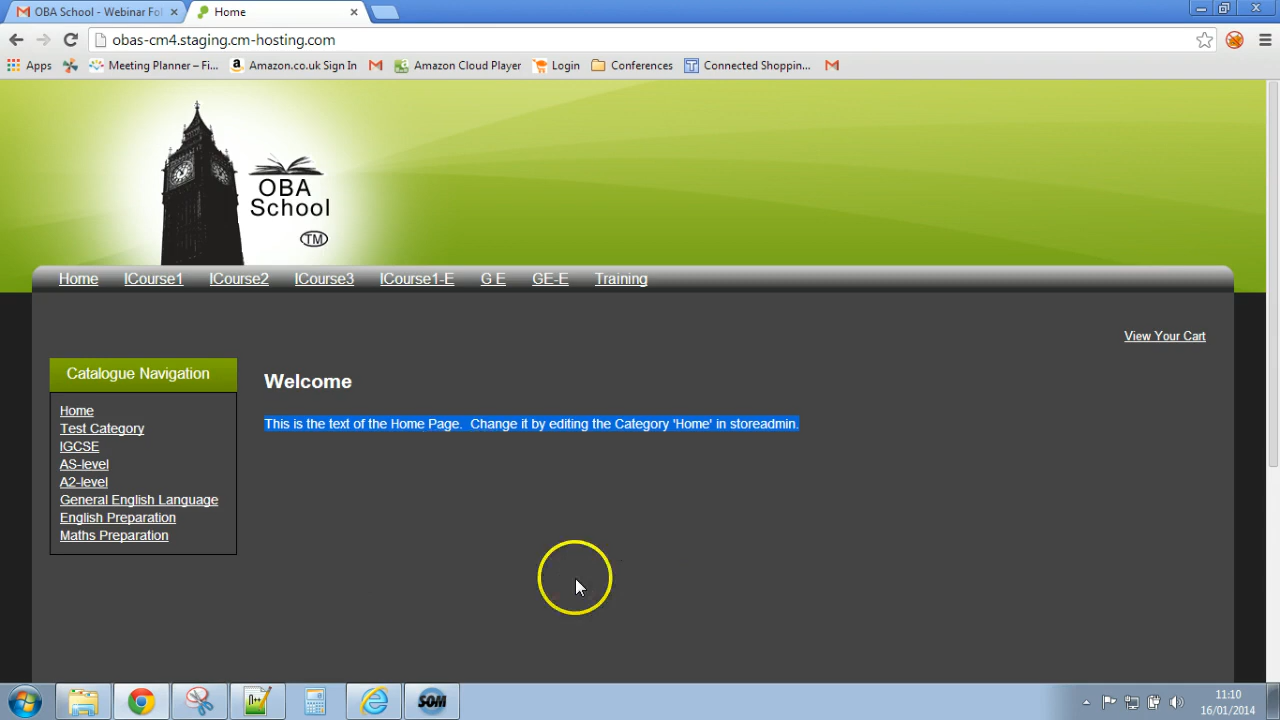 OBA School - Webinar Fol
Home
obas-cm4.staging.cm-hosting.com
Apps
Meeting Planner – Fi...
Amazon.co.uk Sign In
Amazon Cloud Player
Login
Conferences
Connected Shoppin...
OBA
School
TM
Home ICourse1 ICourse2 ICourse3 ICourse1-E G E GE-E Training
View Your Cart
Catalogue Navigation
Home
Test Category
IGCSE
AS-level
A2-level
General English Language
English Preparation
Maths Preparation
Welcome
This is the text of the Home Page.  Change it by editing the Category 'Home' in storeadmin.
SOM
11:10
16/01/2014